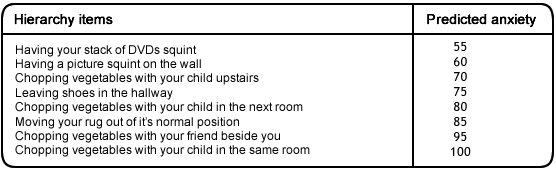 Hierarchy items Predicted anxiety
Having your stack of DVDs squint 55
Having a picture squint on the wall 60
Chopping vegetables with your child upstairs 70
Leaving shoes in the hallway 75
Chopping vegetables with your child in the next room 80
Moving your rug out of it's normal position 85
Chopping vegetables with your friend beside you 95
Chopping vegetables with your child in the same room 100